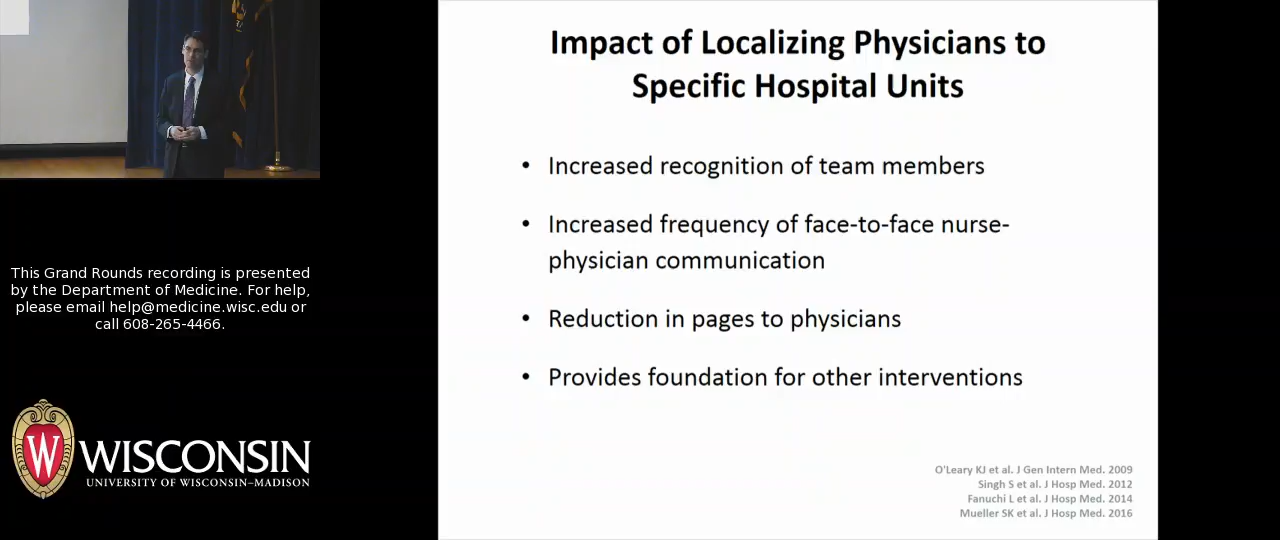 Impact of Localizing Physicians to
Specific Hospital Units
• Increased recognition of team members
• Increased frequency of face-to-face nurse-
physician communication
• Reduction in pages to physicians
• Provides foundation for other interventions
O'Leary KJ et al. J Gen Intern Med. 2009
Singh S et al. J Hosp Med. 2012
Fanuchi L et al. J Hosp Med. 2014
Mueller SK et al. J Hosp Med. 2016
This Grand Rounds recording is presented
by the Department of Medicine. For help,
please email help@medicine.wisc.edu or
call 608-265-4466.
W
WISCONSIN
UNIVERSITY OF WISCONSIN–MADISON